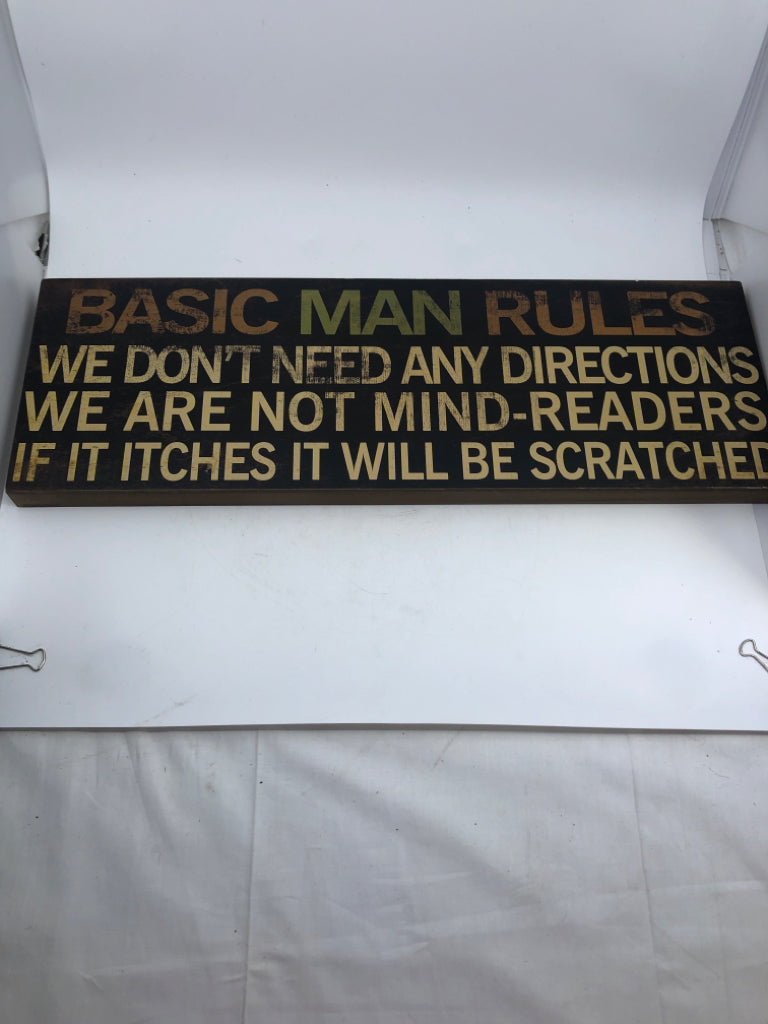 BASIC MAN RULES
WE DON'T NEED ANY DIRECTIONS
WE ARE NOT MIND-READERS
IF IT ITCHES IT WILL BE SCRATCHED